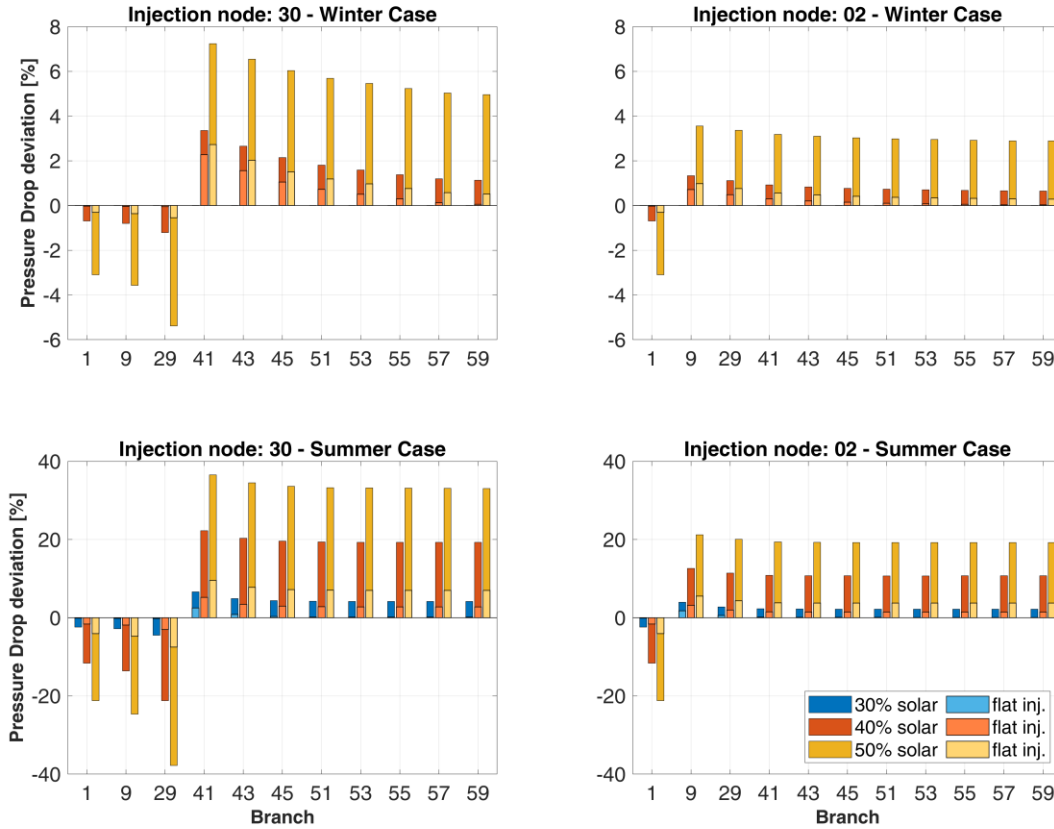 Injection node: 30 - Winter Case
Pressure Drop deviation [%]
8
6
4
2
0
-2
-4
-6
1 9 29 41 43 45 51 53 55 57 59
Injection node: 02 - Winter Case
8
6
4
2
0
-2
-4
-6
1 9 29 41 43 45 51 53 55 57 59
Injection node: 30 - Summer Case
Pressure Drop deviation [%]
40
20
0
-20
-40
1 9 29 41 43 45 51 53 55 57 59
Branch
Injection node: 02 - Summer Case
40
20
0
-20
-40
30% solar flat inj.
40% solar flat inj.
50% solar flat inj.
1 9 29 41 43 45 51 53 55 57 59
Branch